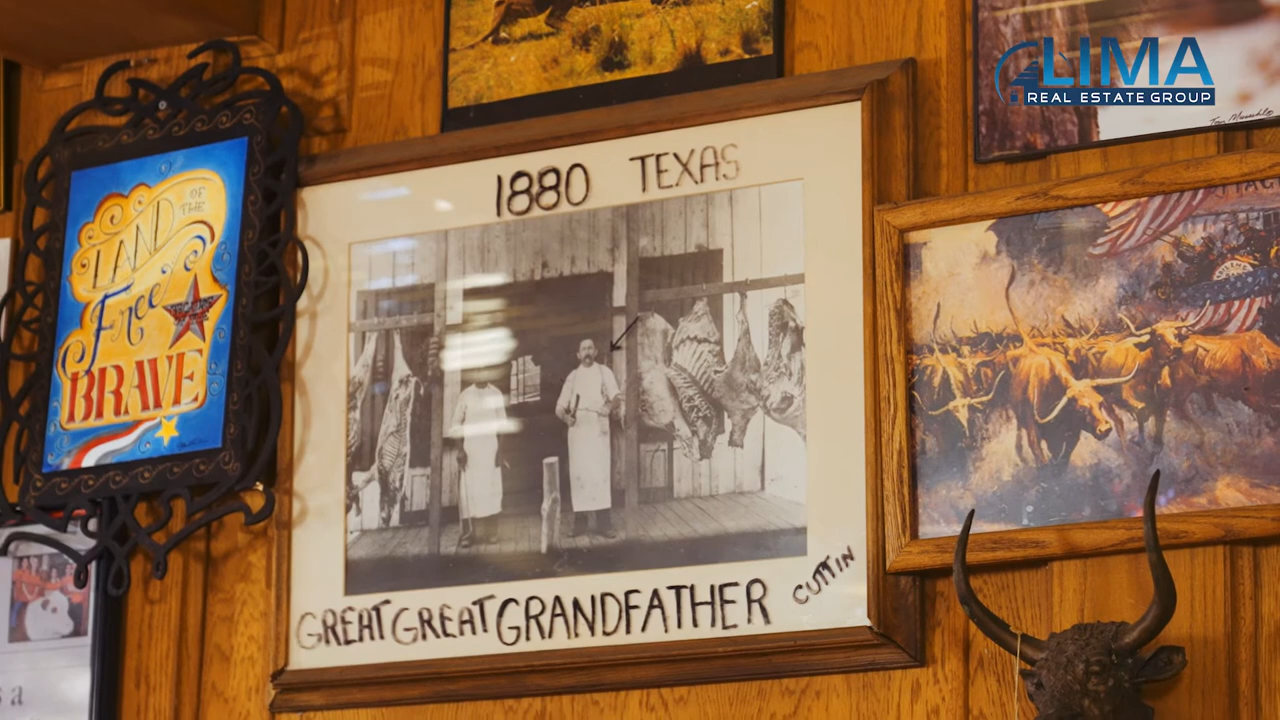 LIMA
REAL ESTATE GROUP
LAND
OF
THE
Free
BRAVE
1880 TEXAS
GREAT GREAT GRANDFATHER
CUTTIN
s a